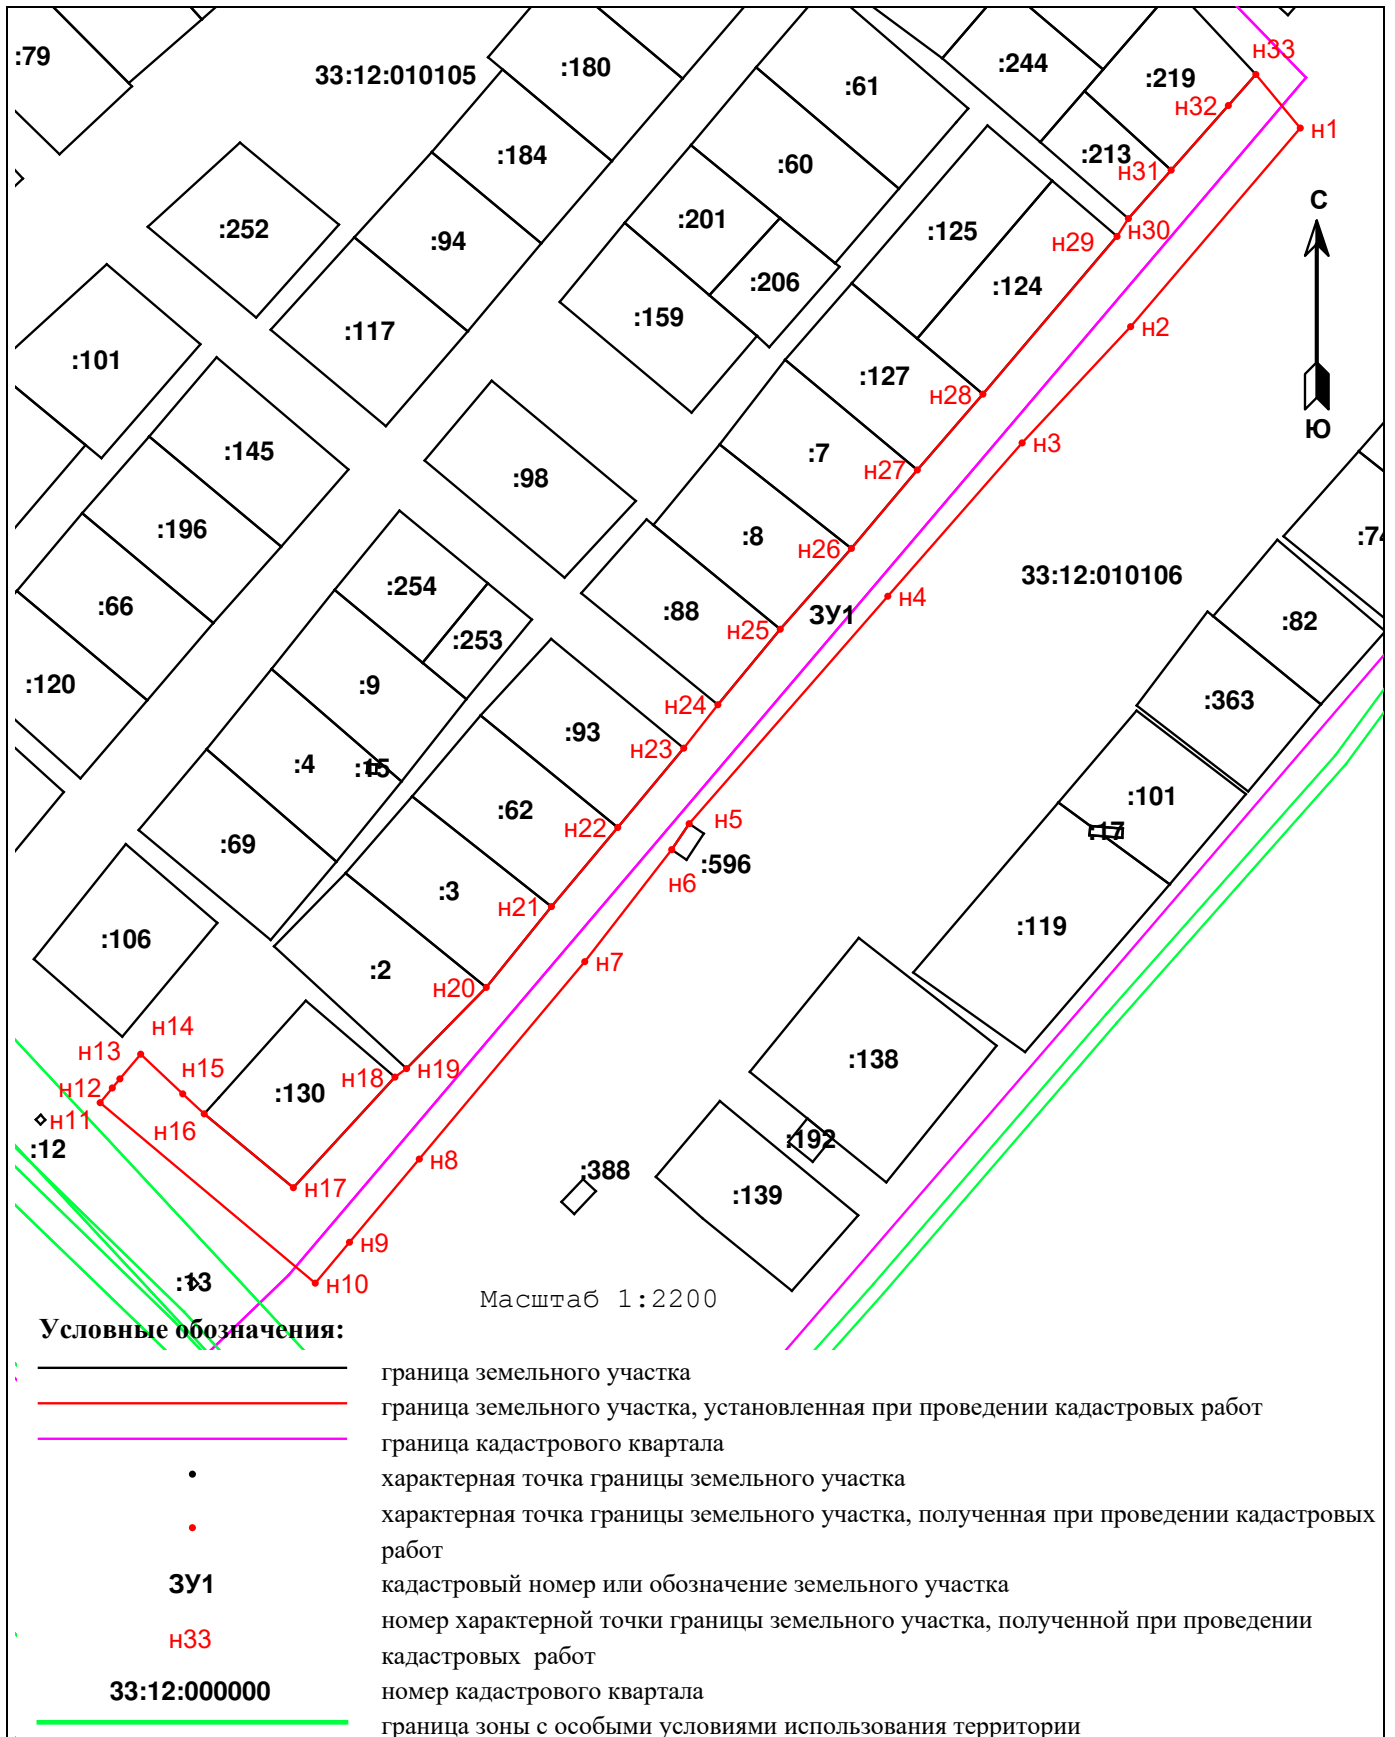 :79
33:12:010105
:180
:61
:244
:219
н33
н32
н1
:184
:60
:213
н31
С
:252
:94
:201
:125
н29
н30
:206
:124
:117
:159
н2
:101
:127
н28
Ю
:145
:98
:7
н27
н3
:196
:8
н26
:74
33:12:010106
:66
:254
:88
н25
ЗУ1
н4
:82
:253
:120
:9
н24
:363
:93
н23
:4
:15
:101
:62
н22
н5
:17
:69
:596
н6
:3
н21
:119
:106
:2
н20
н7
н14
н13
н19
:138
н12
н15
:130
н18
н11
н16
:192
:12
н8
:388
н17
:139
н9
:13
н10
Масштаб 1:2200
Условные обозначения:
граница земельного участка
граница земельного участка, установленная при проведении кадастровых работ
граница кадастрового квартала
характерная точка границы земельного участка
характерная точка границы земельного участка, полученная при проведении кадастровых
работ
ЗУ1 кадастровый номер или обозначение земельного участка
номер характерной точки границы земельного участка, полученной при проведении
н33
кадастровых работ
33:12:000000 номер кадастрового квартала
граница зоны с особыми условиями использования территории